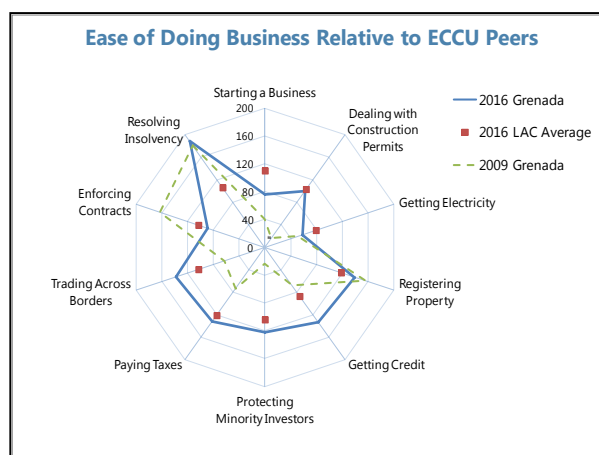 Ease of Doing Business Relative to ECCU Peers
Starting a Business
Dealing with
Construction
Permits
Getting Electricity
Registering
Property
Getting Credit
Protecting
Minority Investors
Paying Taxes
Trading Across
Borders
Enforcing
Contracts
Resolving
Insolvency
200
160
120
80
40
0
2016 Grenada
2016 LAC Average
2009 Grenada